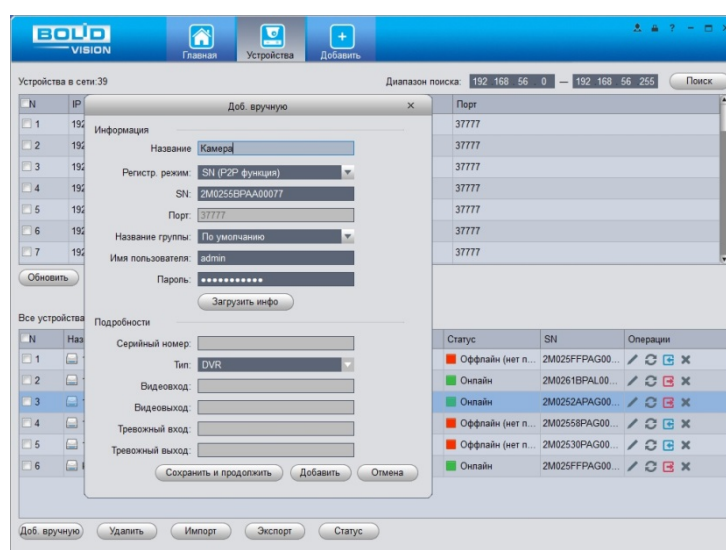 BOLID
VISION
Главная
Устройства
Добавить
Устройств в сети:39
Диапазон поиска: 192 168 56 0 — 192 168 56 255 Поиск
N IP Порт
1 192 37777
2 192 37777
3 192 37777
4 192 37777
5 192 37777
6 192 37777
7 192 37777
Обновить
Доб. вручную
Информация
Название Камера
Регистр. режим: SN (P2P функция)
SN: 2M0255BPAA00077
Порт: 37777
Название группы: По умолчанию
Имя пользователя: admin
Пароль: •••••••••••
Загрузить инфо
Подробности
Серийный номер:
Тип: DVR
Видеовход:
Видеовыход:
Тревожный вход:
Тревожный выход:
Сохранить и продолжить Добавить Отмена
Все устройства
N Наз Статус SN Операции
1 Оффлайн (нет п... 2M025FFPAG00...
2 Онлайн 2M0261BPAL00...
3 Онлайн 2M0252APAG00...
4 Оффлайн (нет п... 2M02558PAG00...
5 Оффлайн (нет п... 2M02530PAG00...
6 Онлайн 2M025FFPAG00...
Доб. вручную Удалить Импорт Экспорт Статус